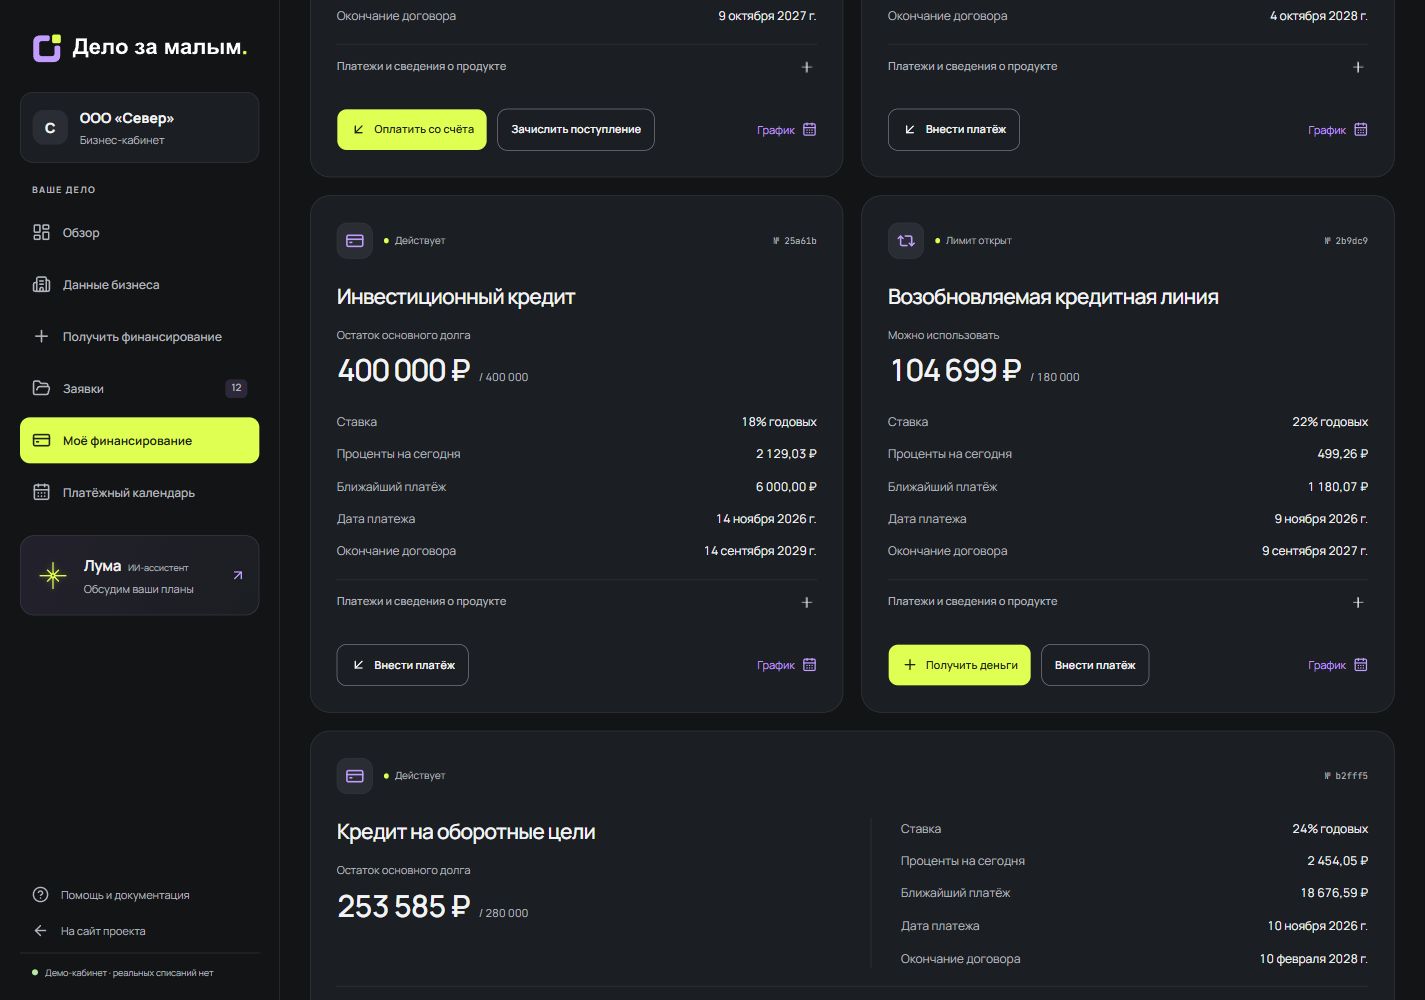 Дело за малым.
С
ООО «Север»
Бизнес-кабинет
ВАШЕ ДЕЛО
Обзор
Данные бизнеса
Получить финансирование
Заявки 12
Моё финансирование
Платёжный календарь
Лума ИИ-ассистент
Обсудим ваши планы
Помощь и документация
На сайт проекта
Демо-кабинет · реальных списаний нет
Окончание договора 9 октября 2027 г.
Платежи и сведения о продукте
Оплатить со счёта Зачислить поступление График
Окончание договора 4 октября 2028 г.
Платежи и сведения о продукте
Внести платёж График
Действует № 25a61b
Инвестиционный кредит
Остаток основного долга
400 000 ₽ / 400 000
Ставка 18% годовых
Проценты на сегодня 2 129,03 ₽
Ближайший платёж 6 000,00 ₽
Дата платежа 14 ноября 2026 г.
Окончание договора 14 сентября 2029 г.
Платежи и сведения о продукте
Внести платёж График
Лимит открыт № 2b9dc9
Возобновляемая кредитная линия
Можно использовать
104 699 ₽ / 180 000
Ставка 22% годовых
Проценты на сегодня 499,26 ₽
Ближайший платёж 1 180,07 ₽
Дата платежа 9 ноября 2026 г.
Окончание договора 9 сентября 2027 г.
Платежи и сведения о продукте
Получить деньги Внести платёж График
Действует № b2fff5
Кредит на оборотные цели
Остаток основного долга
253 585 ₽ / 280 000
Ставка 24% годовых
Проценты на сегодня 2 454,05 ₽
Ближайший платёж 18 676,59 ₽
Дата платежа 10 ноября 2026 г.
Окончание договора 10 февраля 2028 г.